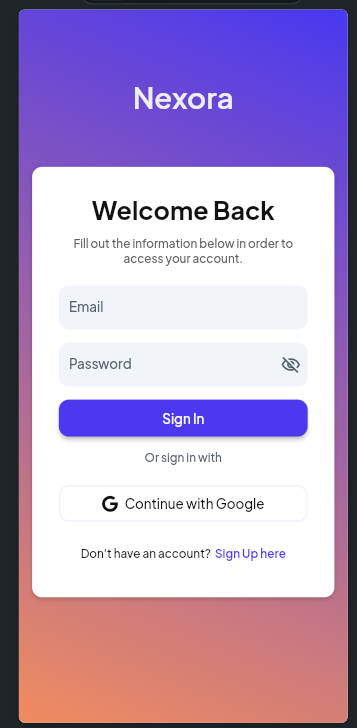 Nexora
Welcome Back
Fill out the information below in order to
access your account.
Email
Password
Sign In
Or sign in with
Continue with Google
Don't have an account? Sign Up here